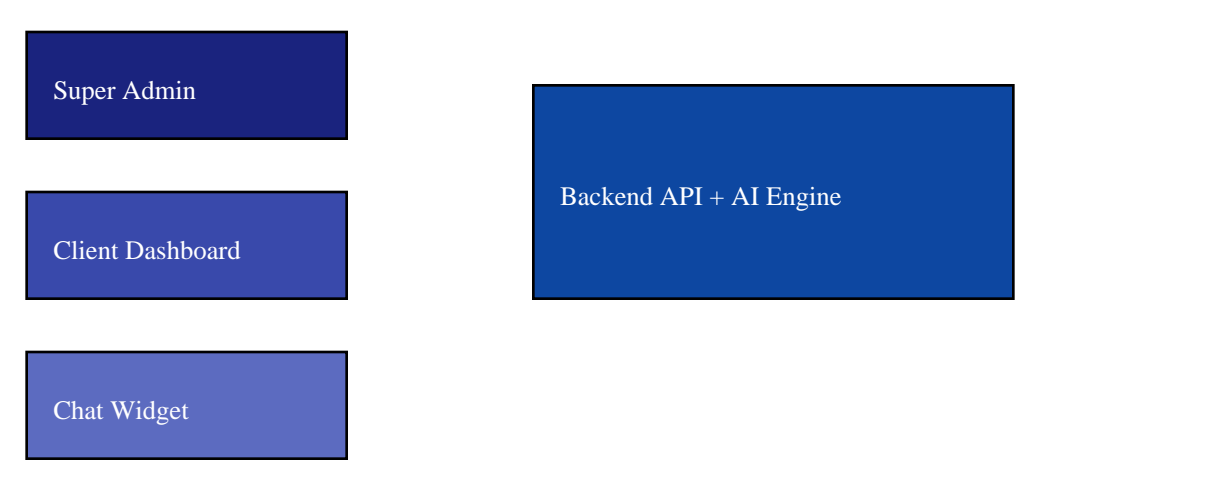 Super Admin
Client Dashboard
Chat Widget
Backend API + AI Engine